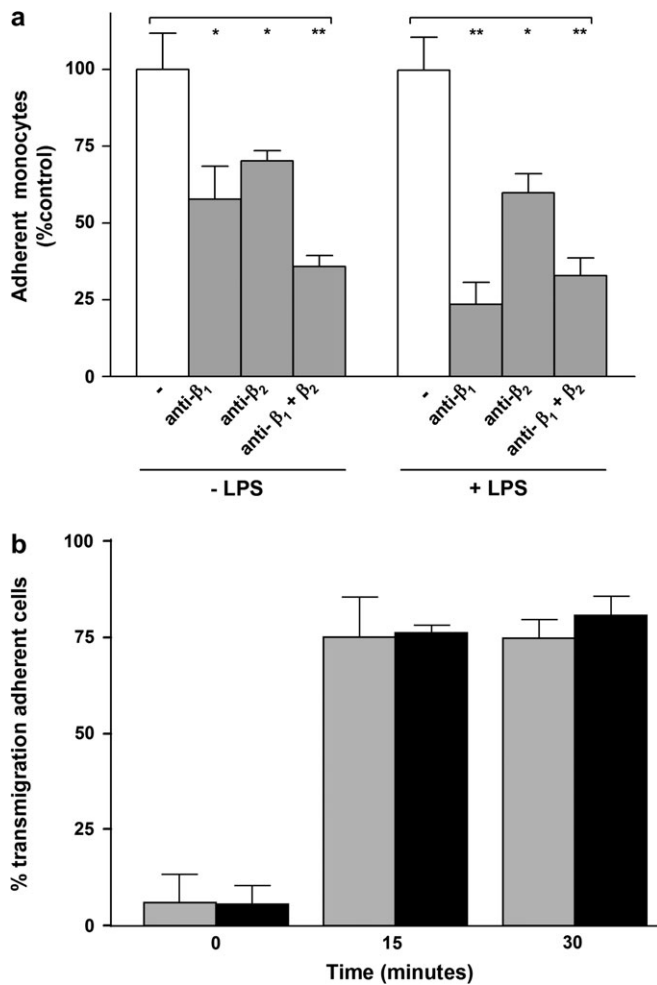 a
* * ** ** * **
100
75
50
25
0
Adherent monocytes
(%control)
- anti-β₁ anti-β₂ anti- β₁ + β₂ - anti-β₁ anti-β₂ anti- β₁ + β₂
- LPS + LPS
b
100
75
50
25
0
% transmigration adherent cells
0 15 30
Time (minutes)